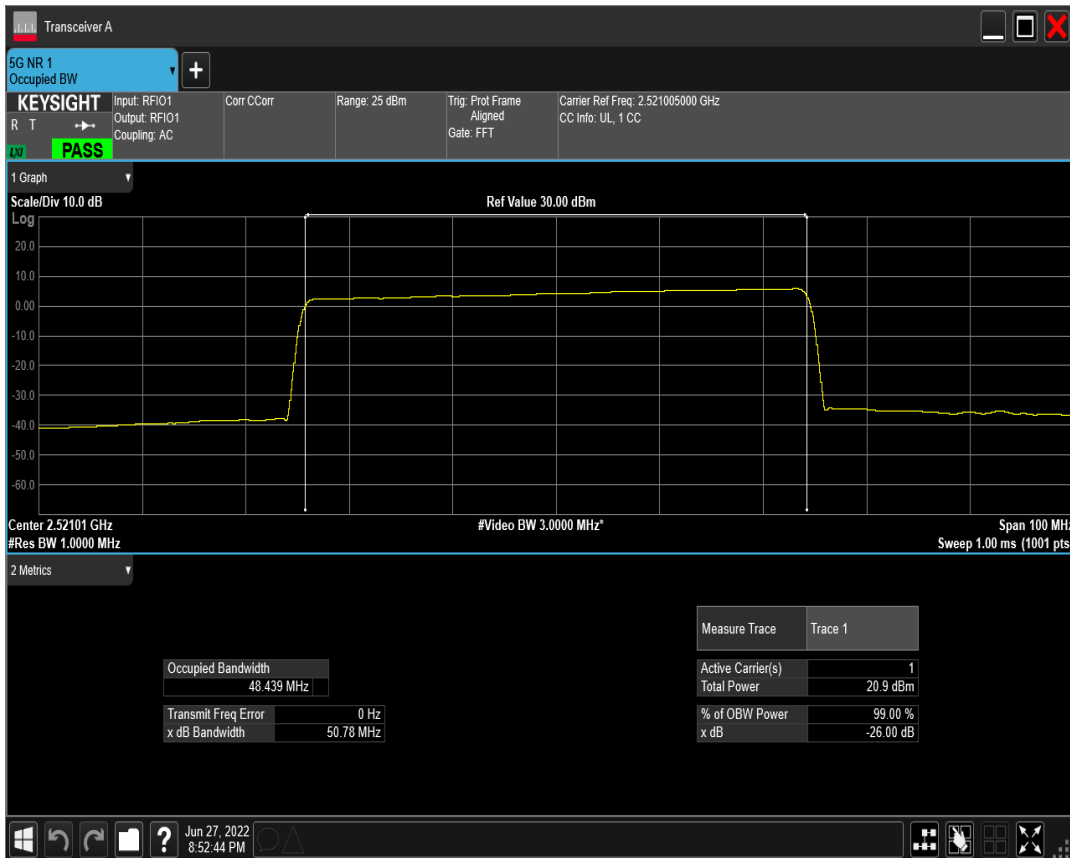 Transceiver A
5G NR 1
Occupied BW
+
KEYSIGHT
R T
LXI
PASS
Input: RFIO1
Output: RFIO1
Coupling: AC
Corr CCorr
Range: 25 dBm
Trig: Prot Frame
Aligned
Gate: FFT
Carrier Ref Freq: 2.521005000 GHz
CC Info: UL, 1 CC
1 Graph
Scale/Div 10.0 dB
Ref Value 30.00 dBm
Log
20.0
10.0
0.00
-10.0
-20.0
-30.0
-40.0
-50.0
-60.0
Center 2.52101 GHz
#Video BW 3.0000 MHz*
Span 100 MHz
#Res BW 1.0000 MHz
Sweep 1.00 ms (1001 pts
2 Metrics
Measure Trace Trace 1
Occupied Bandwidth
48.439 MHz
Active Carrier(s) 1
Total Power 20.9 dBm
Transmit Freq Error 0 Hz
x dB Bandwidth 50.78 MHz
% of OBW Power 99.00 %
x dB -26.00 dB
?
Jun 27, 2022
8:52:44 PM